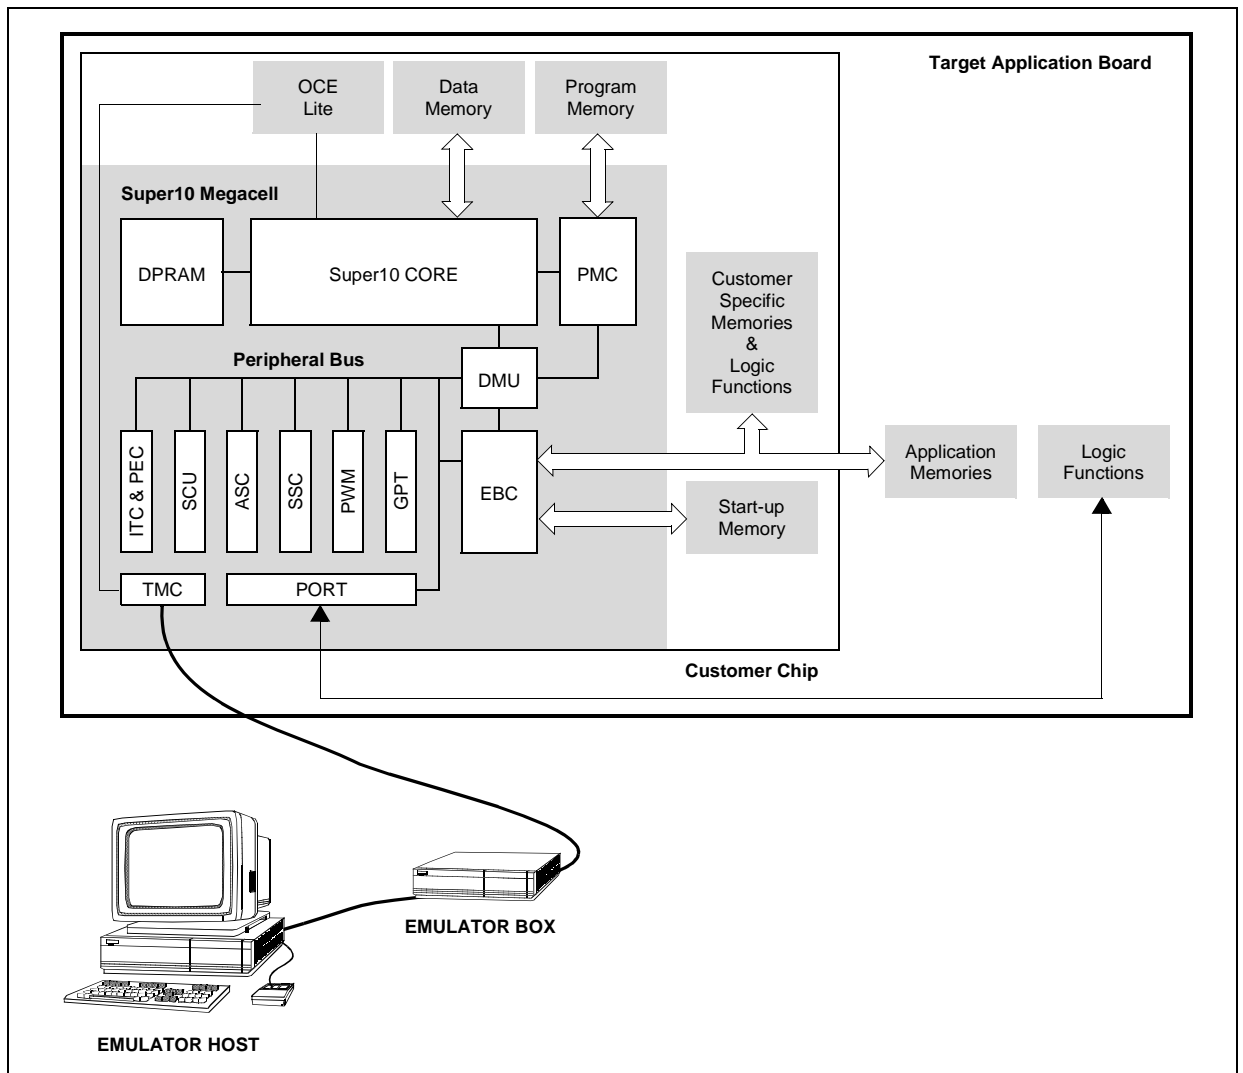 Target Application Board
OCE
Lite
Data
Memory
Program
Memory
Super10 Megacell
DPRAM
Super10 CORE
PMC
Customer
Specific
Memories
&
Logic
Functions
Peripheral Bus
DMU
ITC & PEC
SCU
ASC
SSC
PWM
GPT
EBC
Application
Memories
Logic
Functions
Start-up
Memory
TMC
PORT
Customer Chip
EMULATOR BOX
EMULATOR HOST